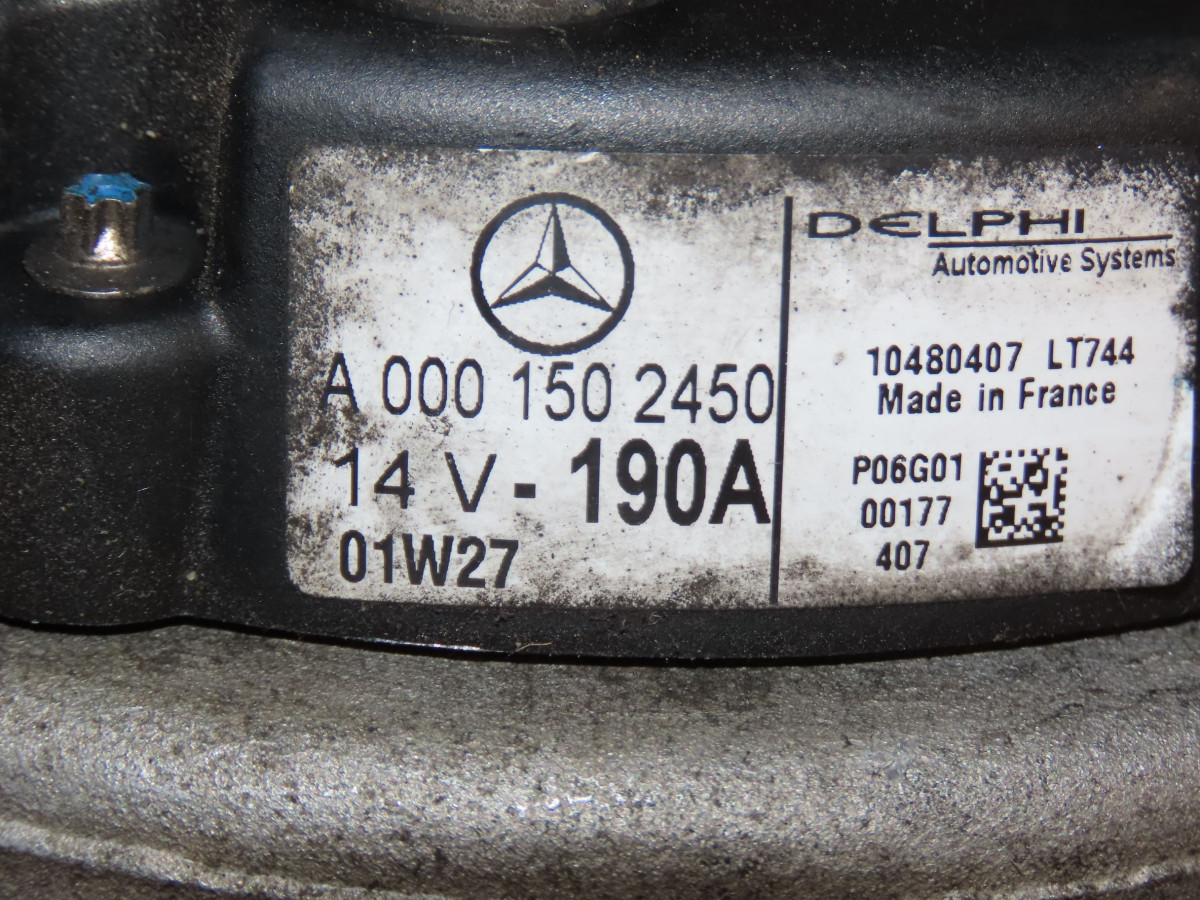 A 000 150 2450
14 V - 190A
01W27
DELPHI
Automotive Systems
10480407 LT744
Made in France
P06G01
00177
407